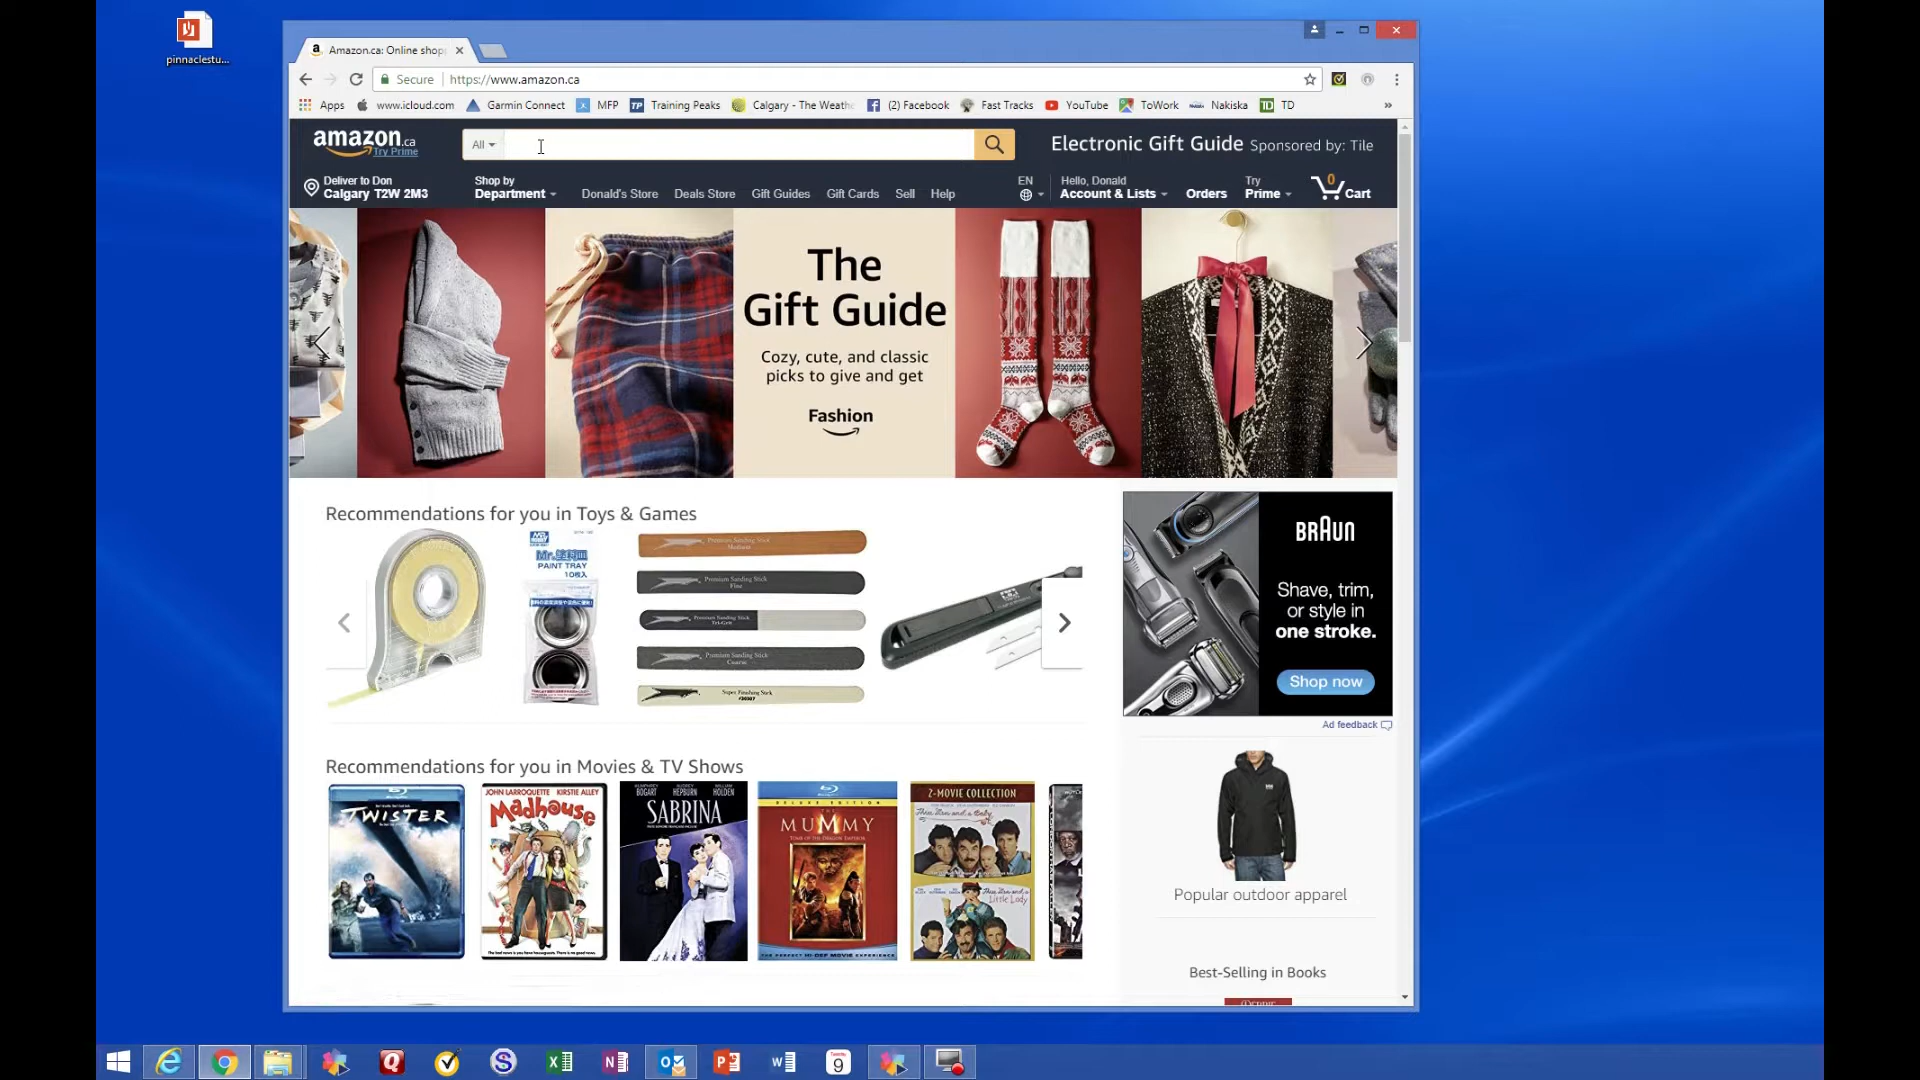 pinnaclestu...
Amazon.ca: Online shop
Secure
https://www.amazon.ca
Apps
www.icloud.com
Garmin Connect
MFP
TP
Training Peaks
Calgary - The Weath
(2) Facebook
Fast Tracks
YouTube
ToWork
Nakiska
TD
TD
»
amazon.ca
Try Prime
All
Electronic Gift Guide Sponsored by: Tile
Deliver to Don
Calgary T2W 2M3
Shop by
Department
Donald's Store
Deals Store
Gift Guides
Gift Cards
Sell
Help
EN
Hello, Donald
Account & Lists
Orders
Try
Prime
0
Cart
The
Gift Guide
Cozy, cute, and classic
picks to give and get
Fashion
Recommendations for you in Toys & Games
PAINT TRAY
Premium Sanding Stick
Medium
Premium Sanding Stick
Fine
Premium Sanding Stick
Tri-Grit
Premium Sanding Stick
Coarse
Super Finishing Stick
BRAUN
Shave, trim,
or style in
one stroke.
Shop now
Ad feedback
Recommendations for you in Movies & TV Shows
TWISTER
JOHN LARROQUETTE KIRSTIE ALLEY
Madhouse
HUMPHREY BOGART
AUDREY HEPBURN
WILLIAM HOLDEN
SABRINA
DELUXE EDITION
THE
MUMMY
TOMB OF THE DRAGON EMPEROR
2-MOVIE COLLECTION
Three Men and a Baby
Three Men and a
Little Lady
Popular outdoor apparel
Best-Selling in Books
9